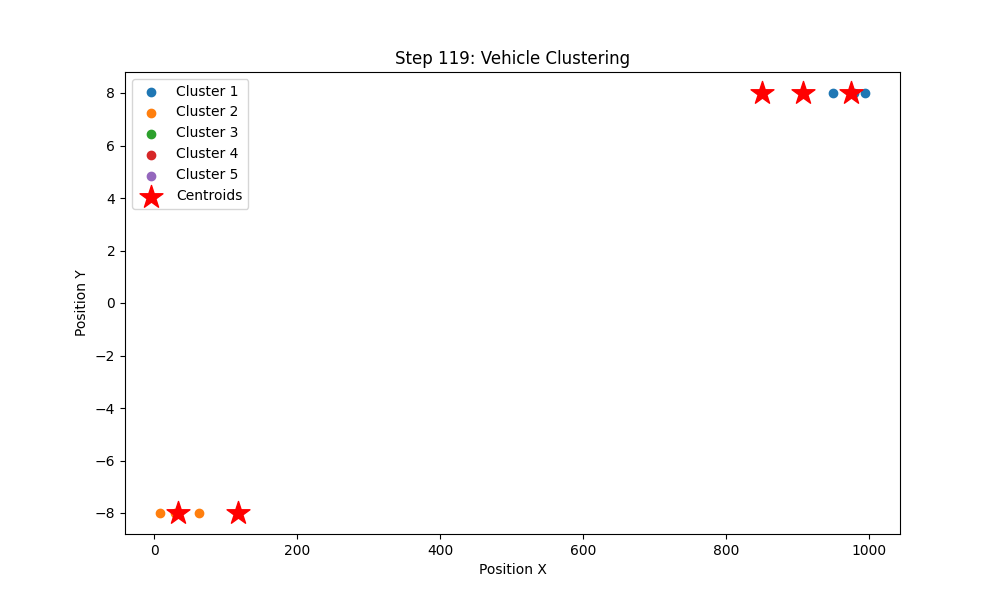 Step 119: Vehicle Clustering
Cluster 1
Cluster 2
Cluster 3
Cluster 4
Cluster 5
Centroids
8
6
4
2
0
−2
−4
−6
−8
Position Y
0 200 400 600 800 1000
Position X